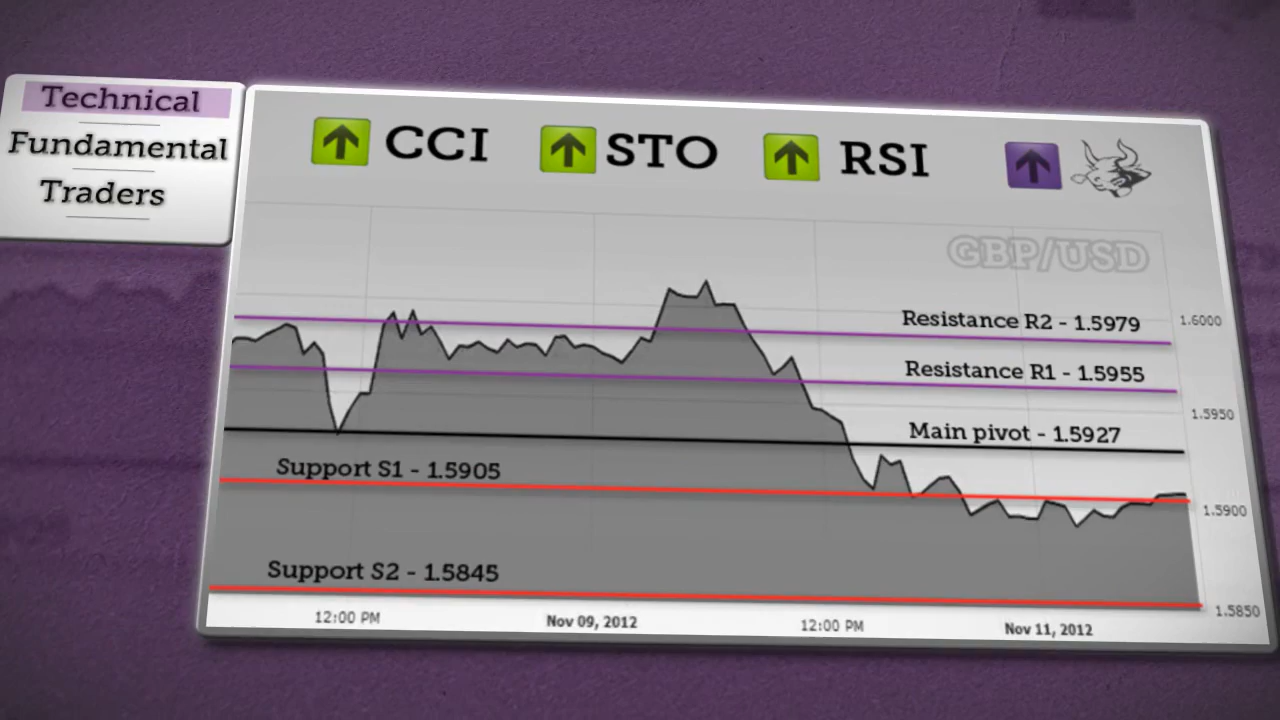 Technical
Fundamental
Traders
CCI
STO
RSI
GBP/USD
Resistance R2 - 1.5979
1.6000
Resistance R1 - 1.5955
1.5950
Main pivot - 1.5927
Support S1 - 1.5905
1.5900
Support S2 - 1.5845
1.5850
12:00 PM
Nov 09, 2012
12:00 PM
Nov 11, 2012